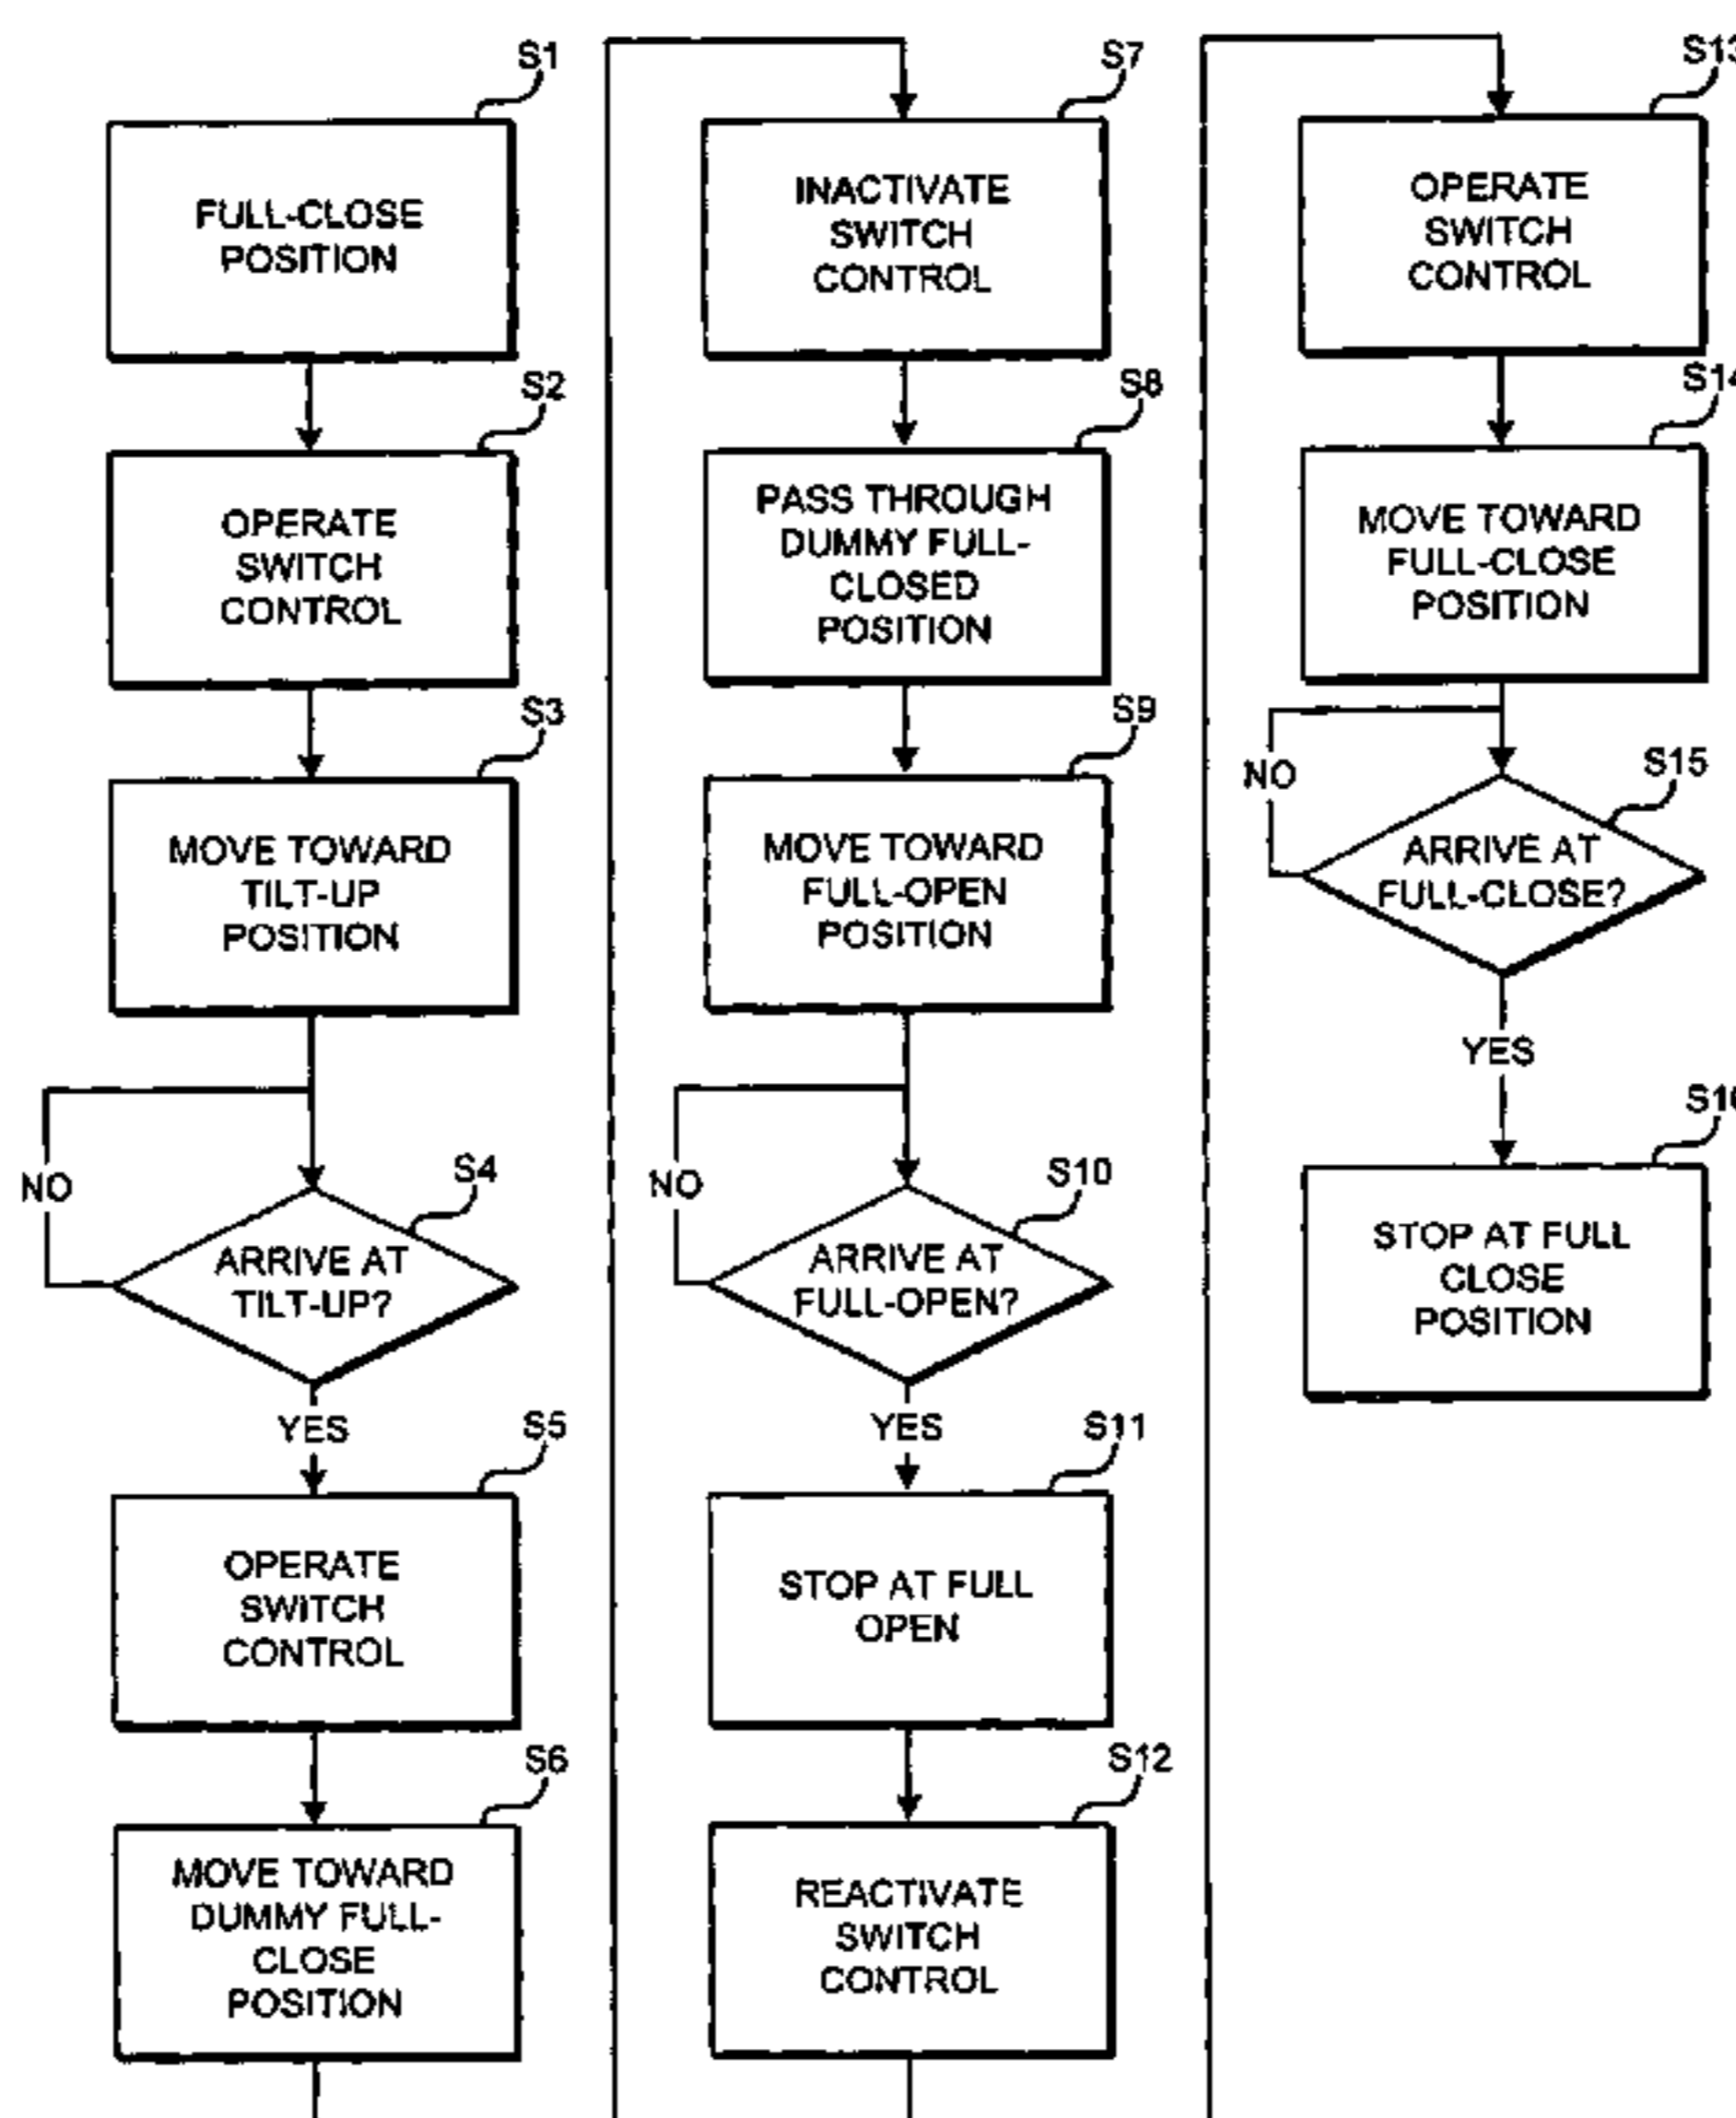 S1
FULL-CLOSE
POSITION
S2
OPERATE
SWITCH
CONTROL
S3
MOVE TOWARD
TILT-UP
POSITION
NO
S4
ARRIVE AT
TILT-UP?
YES
S5
OPERATE
SWITCH
CONTROL
S6
MOVE TOWARD
DUMMY FULL-
CLOSE
POSITION
S7
INACTIVATE
SWITCH
CONTROL
S8
PASS THROUGH
DUMMY FULL-
CLOSED
POSITION
S9
MOVE TOWARD
FULL-OPEN
POSITION
NO
S10
ARRIVE AT
FULL-OPEN?
YES
S11
STOP AT FULL
OPEN
S12
REACTIVATE
SWITCH
CONTROL
S13
OPERATE
SWITCH
CONTROL
S14
MOVE TOWARD
FULL-CLOSE
POSITION
NO
S15
ARRIVE AT
FULL-CLOSE?
YES
S16
STOP AT FULL
CLOSE
POSITION